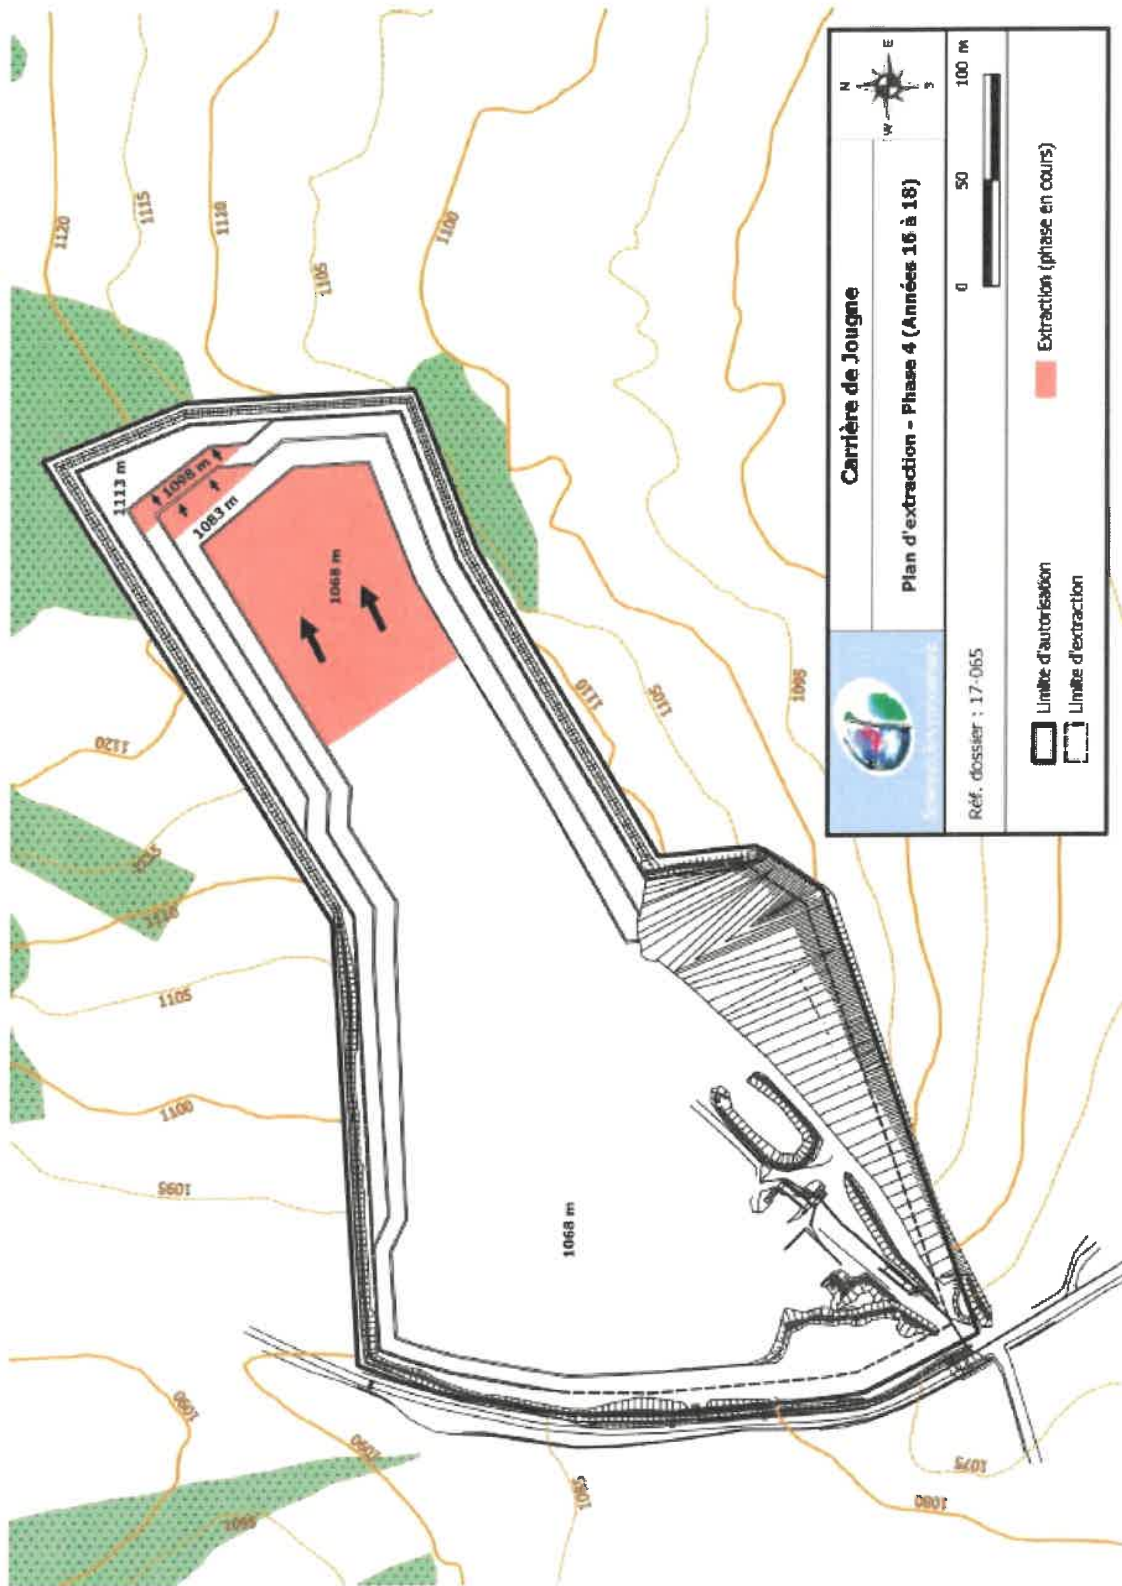 Carrière de Jougne
Plan d'extraction - Phase 4 (Années 16 à 18)
N
E
S
W
Réf. dossier : 17-065
0
50
100 m
Limite d'autorisation
Limite d'extraction
Extraction (phase en cours)
1113 m
1098 m
1083 m
1068 m
1068 m
1120
1115
1110
1105
1100
1120
1110
1105
1095
1110
1105
1100
1095
1090
1090
1085
1080
1075